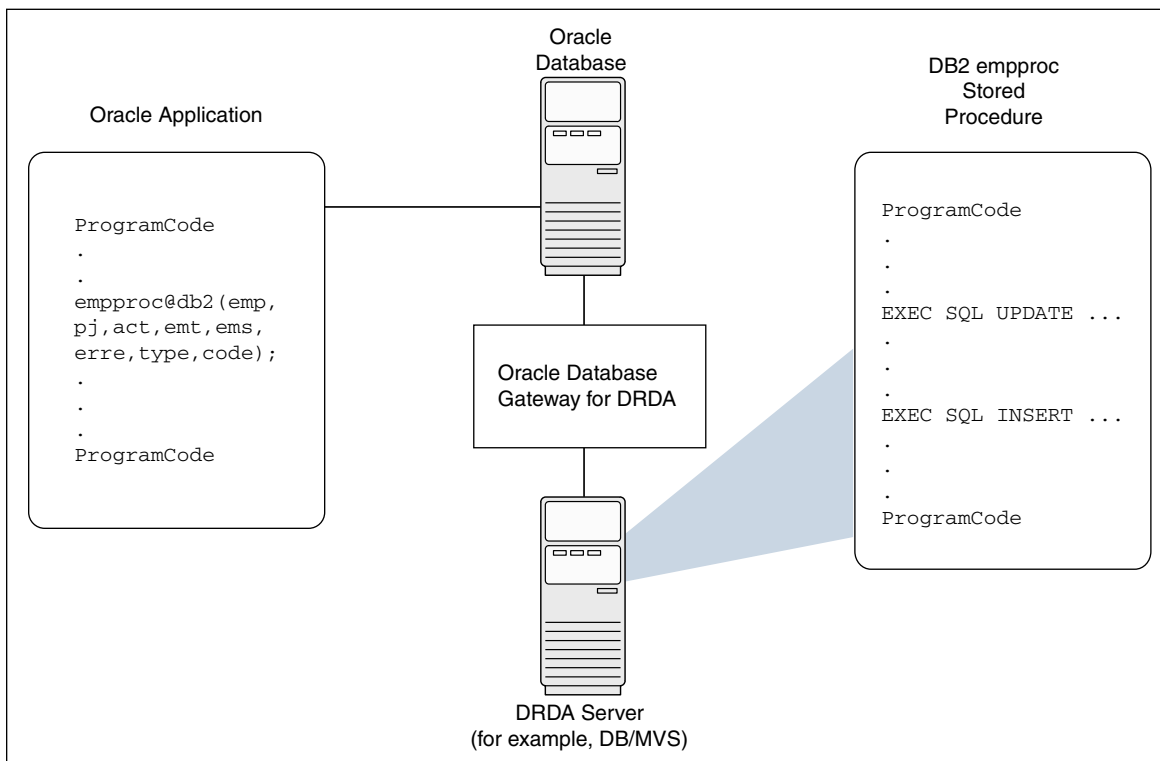 Oracle
Database
DB2 empproc
Stored
Procedure
Oracle Application
ProgramCode
.
.
empproc@db2(emp,
pj,act,emt,ems,
erre,type,code);
.
.
.
ProgramCode
Oracle Database
Gateway for DRDA
ProgramCode
.
.
.
EXEC SQL UPDATE ...
.
.
.
EXEC SQL INSERT ...
.
.
.
ProgramCode
DRDA Server
(for example, DB/MVS)